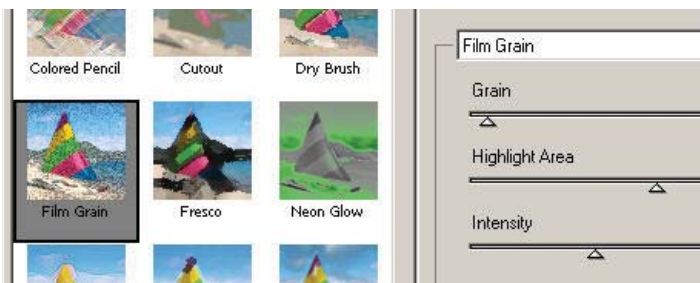 Colored Pencil
Cutout
Dry Brush
Film Grain
Fresco
Neon Glow
Film Grain
Grain
Highlight Area
Intensity